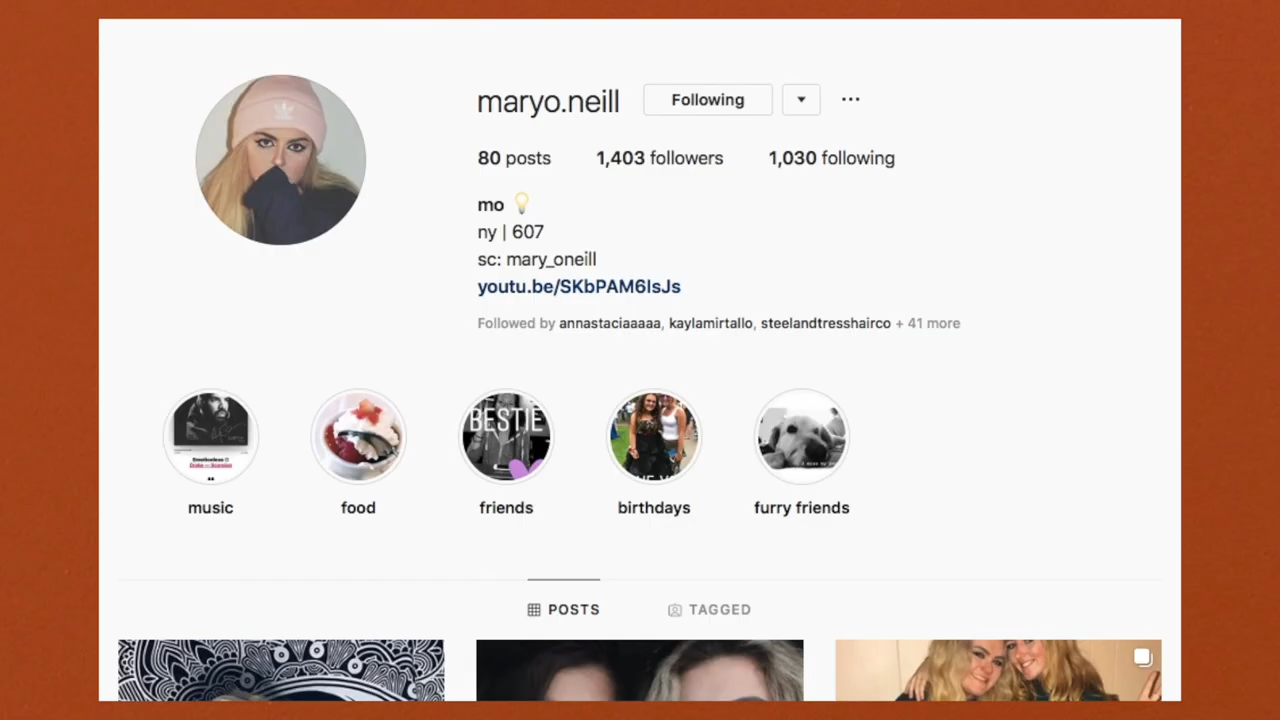 maryo.neill Following
80 posts 1,403 followers 1,030 following
mo
ny | 607
sc: mary_oneill
youtu.be/SKbPAM6IsJs
Followed by annastaciaaaaa, kaylamirtallo, steelandtresshairco + 41 more
BESTIE
music food friends birthdays furry friends
POSTS TAGGED